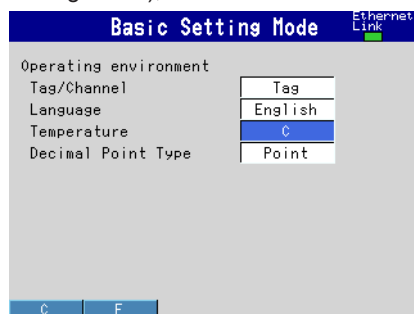 Basic Setting Mode
Ethernet
Link
Operating environment
Tag/Channel Tag
Language English
Temperature C
Decimal Point Type Point
C F